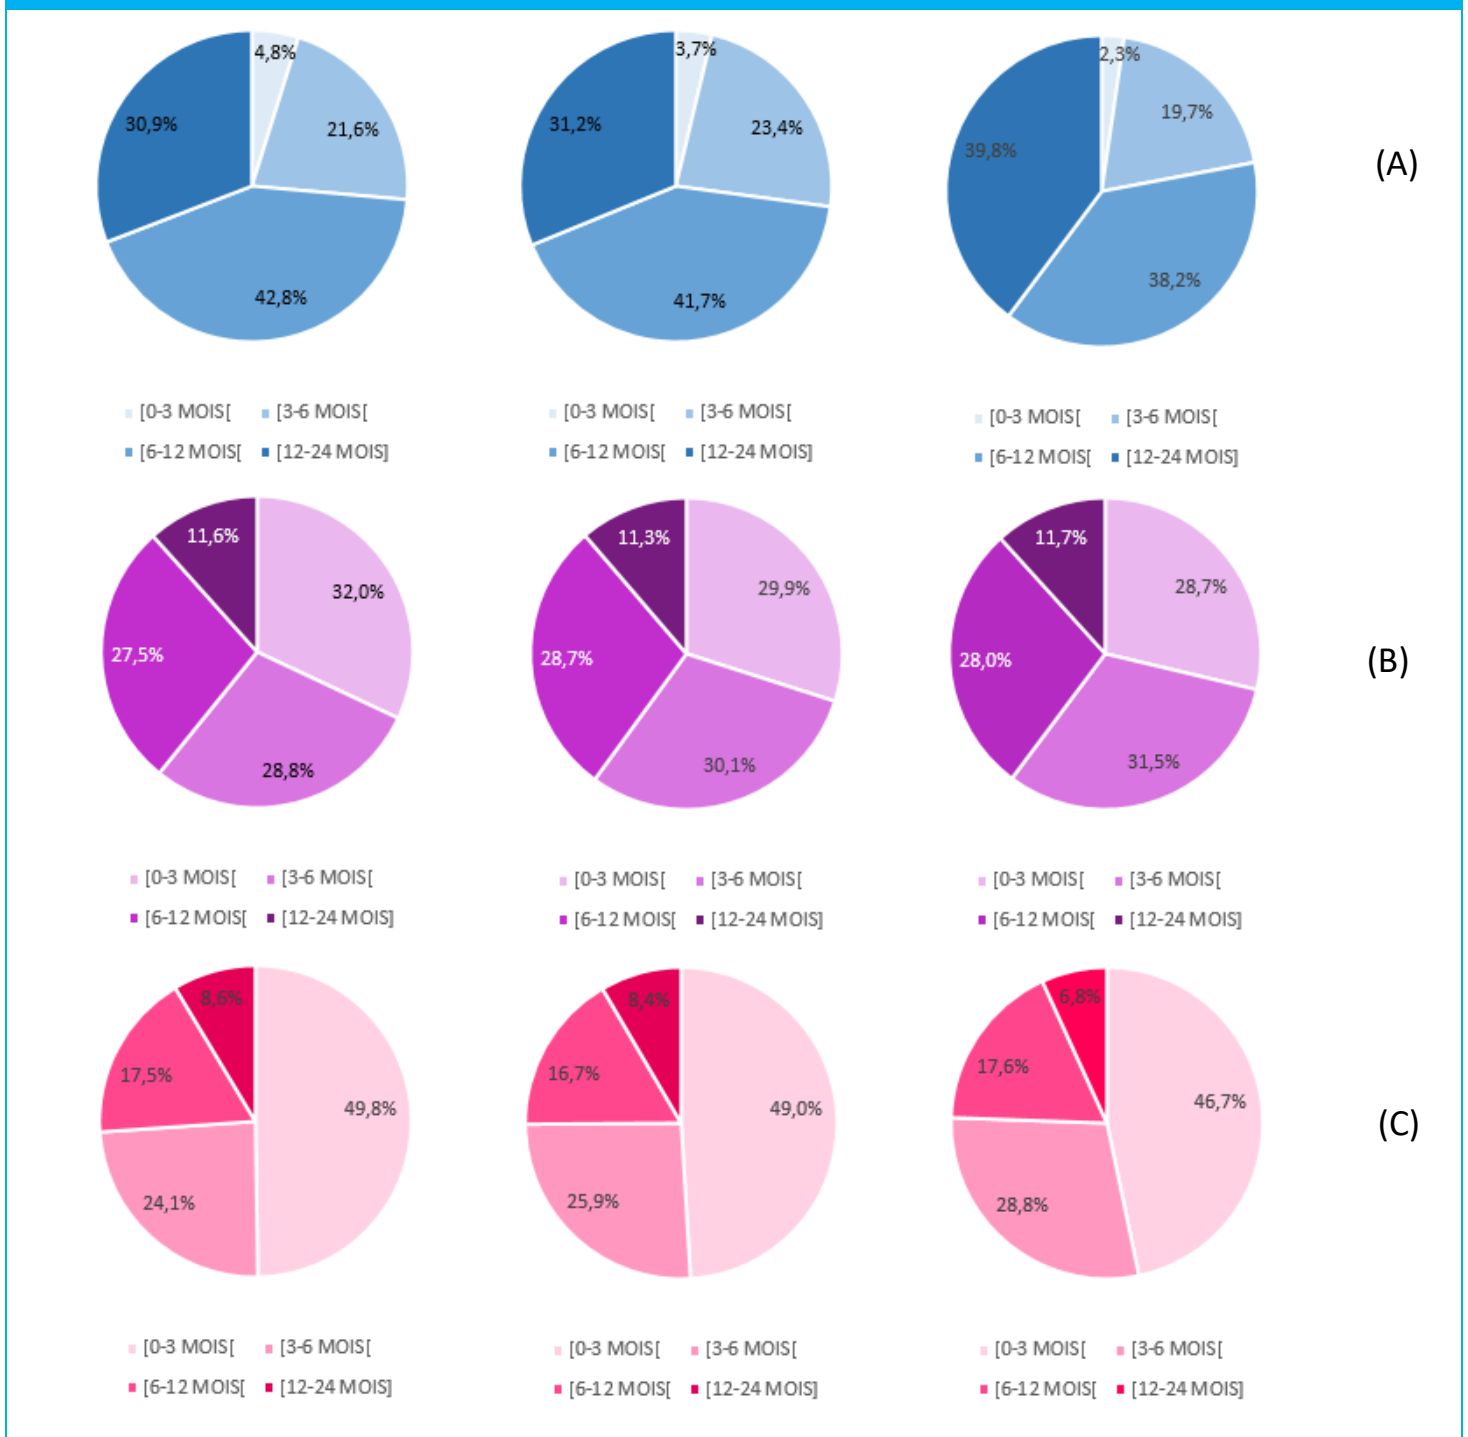 4,8%
21,6%
42,8%
30,9%
[0-3 MOIS[ [3-6 MOIS[
[6-12 MOIS[ [12-24 MOIS]
3,7%
23,4%
41,7%
31,2%
[0-3 MOIS[ [3-6 MOIS[
[6-12 MOIS[ [12-24 MOIS]
2,3%
19,7%
38,2%
39,8%
[0-3 MOIS[ [3-6 MOIS[
[6-12 MOIS[ [12-24 MOIS]
(A)
32,0%
28,8%
27,5%
11,6%
[0-3 MOIS[ [3-6 MOIS[
[6-12 MOIS[ [12-24 MOIS]
29,9%
30,1%
28,7%
11,3%
[0-3 MOIS[ [3-6 MOIS[
[6-12 MOIS[ [12-24 MOIS]
28,7%
31,5%
28,0%
11,7%
[0-3 MOIS[ [3-6 MOIS[
[6-12 MOIS[ [12-24 MOIS]
(B)
49,8%
24,1%
17,5%
8,6%
[0-3 MOIS[ [3-6 MOIS[
[6-12 MOIS[ [12-24 MOIS]
49,0%
25,9%
16,7%
8,4%
[0-3 MOIS[ [3-6 MOIS[
[6-12 MOIS[ [12-24 MOIS]
46,7%
28,8%
17,6%
6,8%
[0-3 MOIS[ [3-6 MOIS[
[6-12 MOIS[ [12-24 MOIS]
(C)